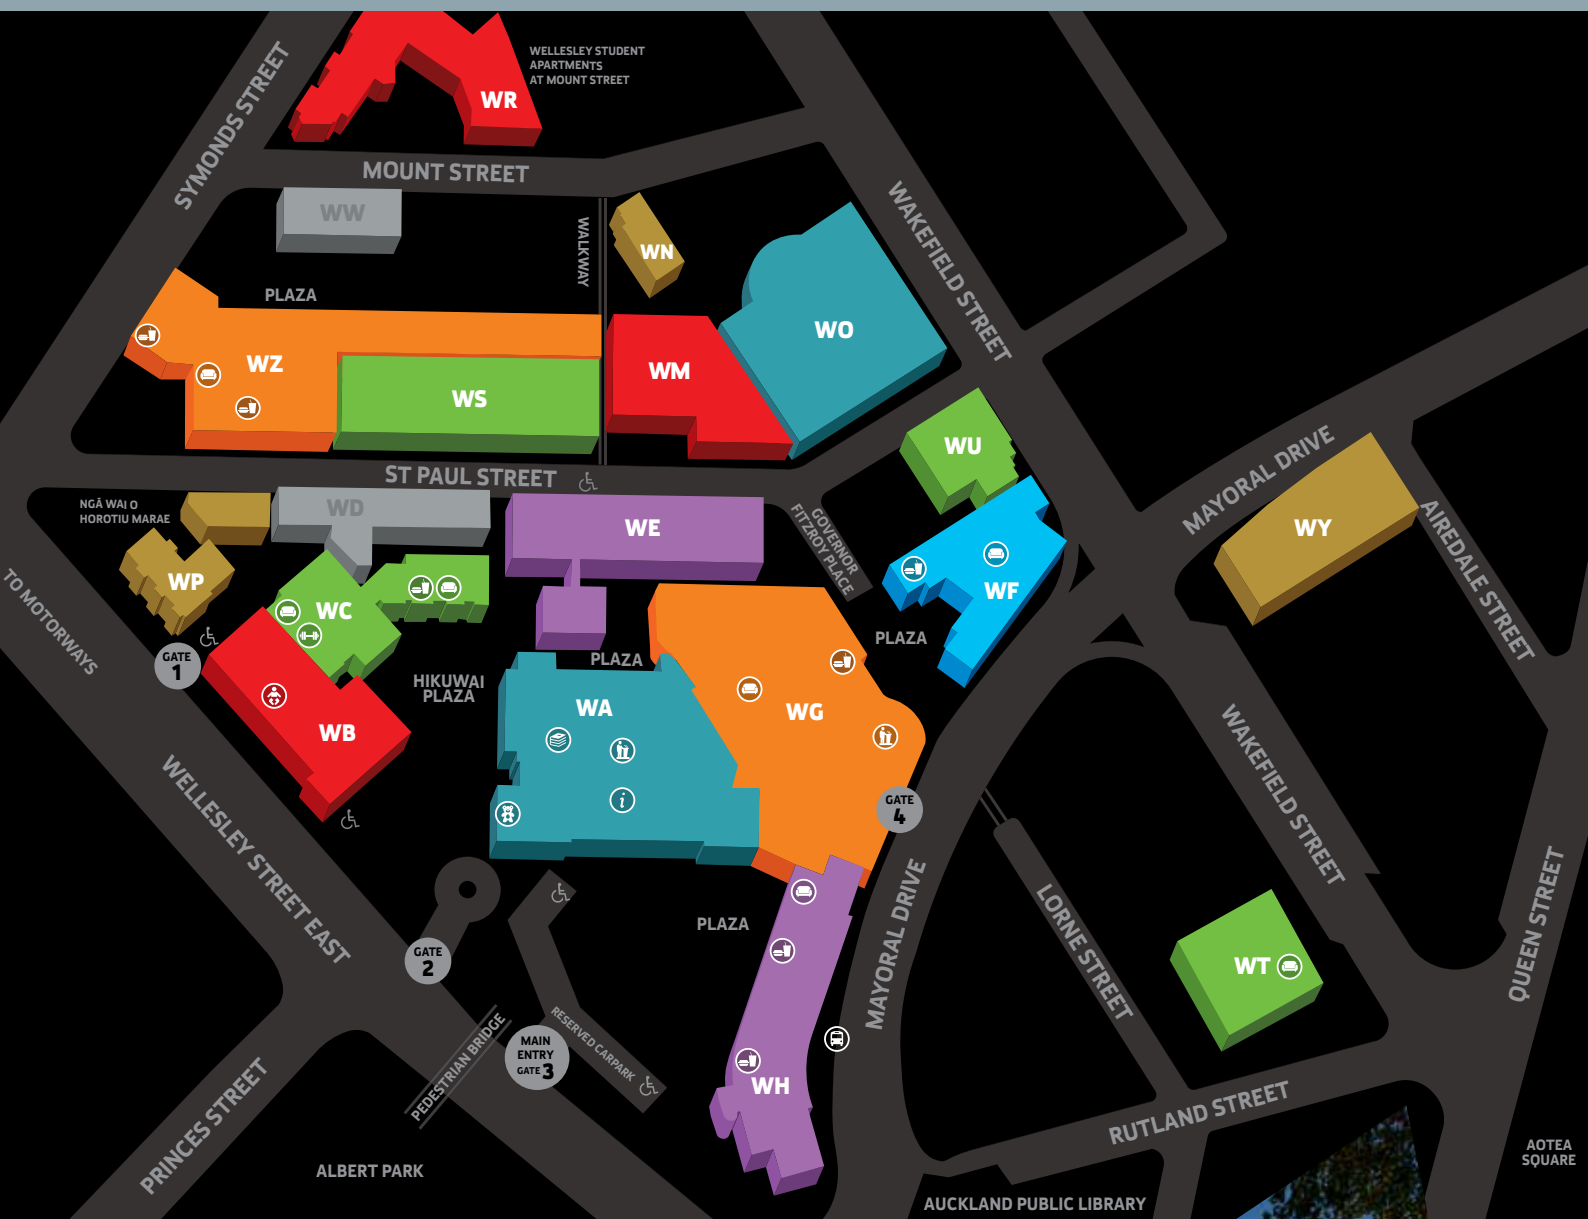 WELLESLEY STUDENT
APARTMENTS
AT MOUNT STREET
WR
SYMONDS STREET
MOUNT STREET
WW
WALKWAY
WN
WAKEFIELD STREET
PLAZA
WO
WZ
WM
WS
WU
MAYORAL DRIVE
ST PAUL STREET
NGĀ WAI O
HOROTIU MARAE
WD
WE
GOVERNOR
FITZROY PLACE
WY
AIREDALE STREET
WP
WC
WF
TO MOTORWAYS
GATE
1
PLAZA
PLAZA
HIKUWAI
PLAZA
WA
WG
WB
WAKEFIELD STREET
WELLESLEY STREET EAST
GATE
4
GATE
2
PLAZA
MAYORAL DRIVE
LORNE STREET
WT
QUEEN STREET
PEDESTRIAN BRIDGE
MAIN
ENTRY
GATE 3
RESERVED CARPARK
WH
PRINCES STREET
RUTLAND STREET
ALBERT PARK
AOTEA
SQUARE
AUCKLAND PUBLIC LIBRARY